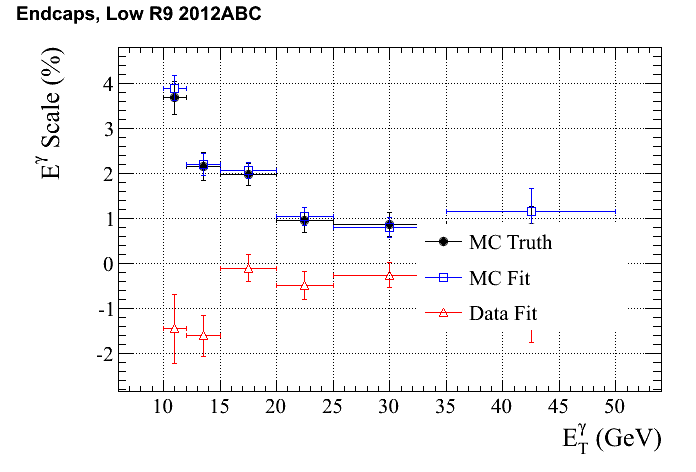 Endcaps, Low R9 2012ABC
E^γ Scale (%)
4
3
2
1
0
-1
-2
MC Truth
MC Fit
Data Fit
10 15 20 25 30 35 40 45 50
E_T^γ (GeV)